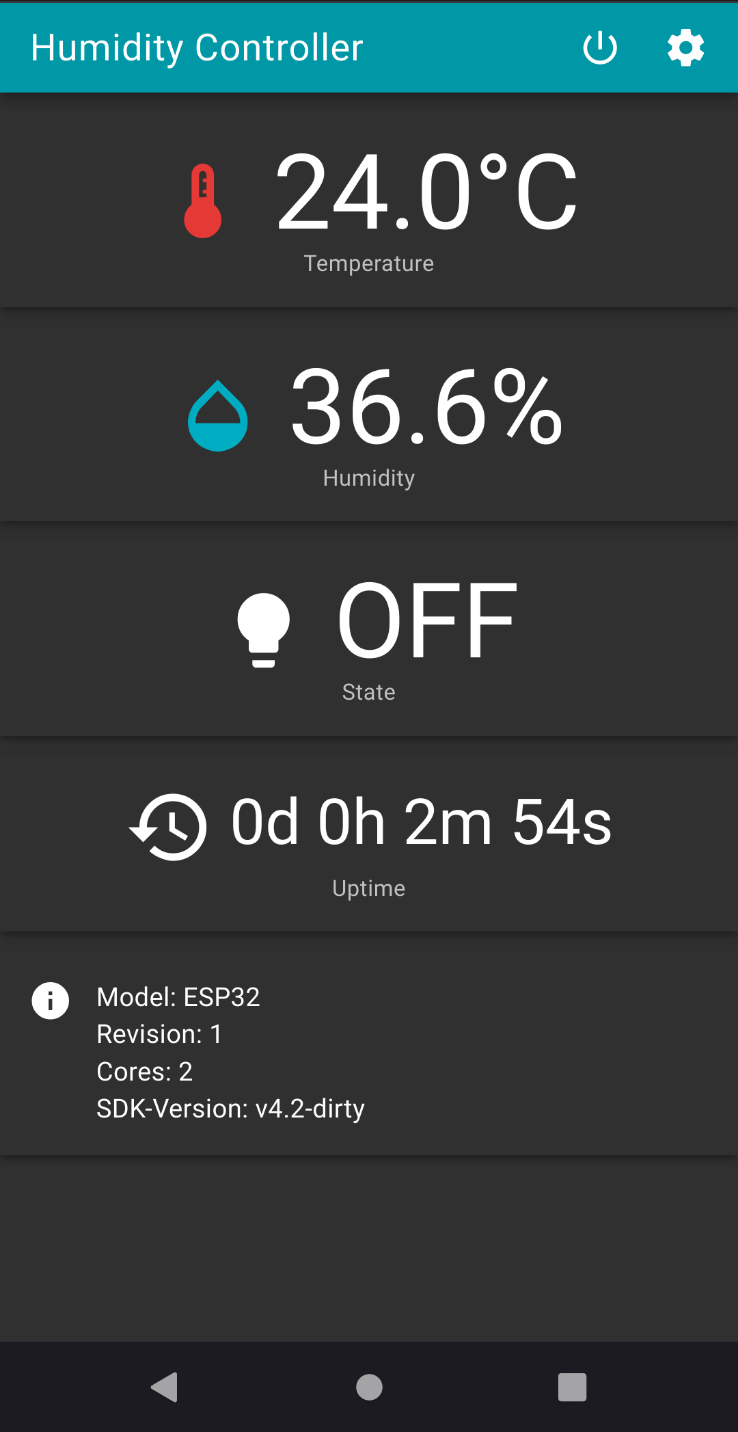 Humidity Controller
24.0°C
Temperature
36.6%
Humidity
OFF
State
0d 0h 2m 54s
Uptime
Model: ESP32
Revision: 1
Cores: 2
SDK-Version: v4.2-dirty